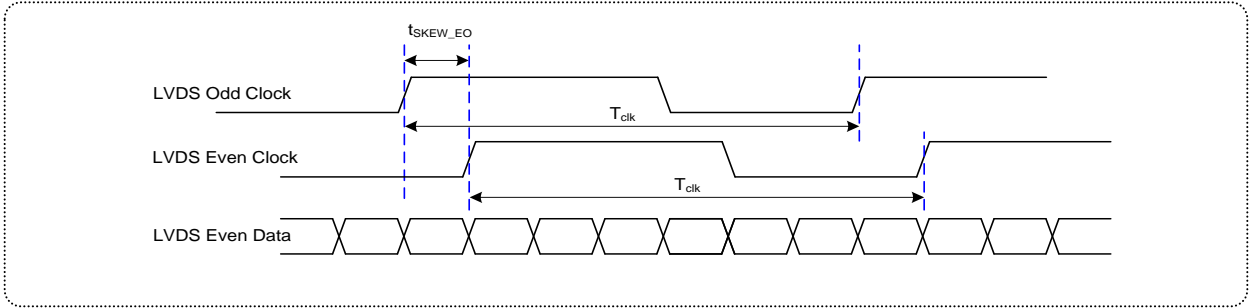 tSKEW_EO
LVDS Odd Clock
Tclk
LVDS Even Clock
Tclk
LVDS Even Data